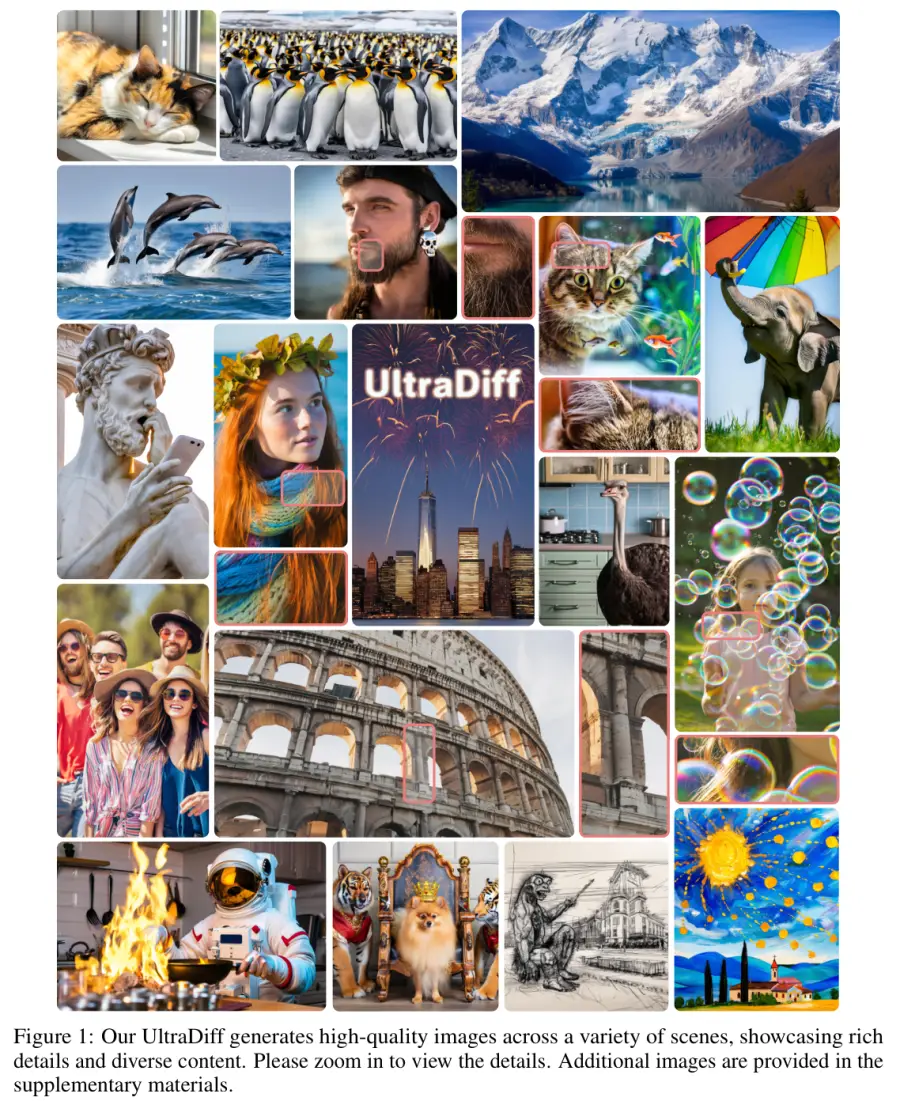 UltraDiff
Figure 1: Our UltraDiff generates high-quality images across a variety of scenes, showcasing rich
details and diverse content. Please zoom in to view the details. Additional images are provided in the
supplementary materials.